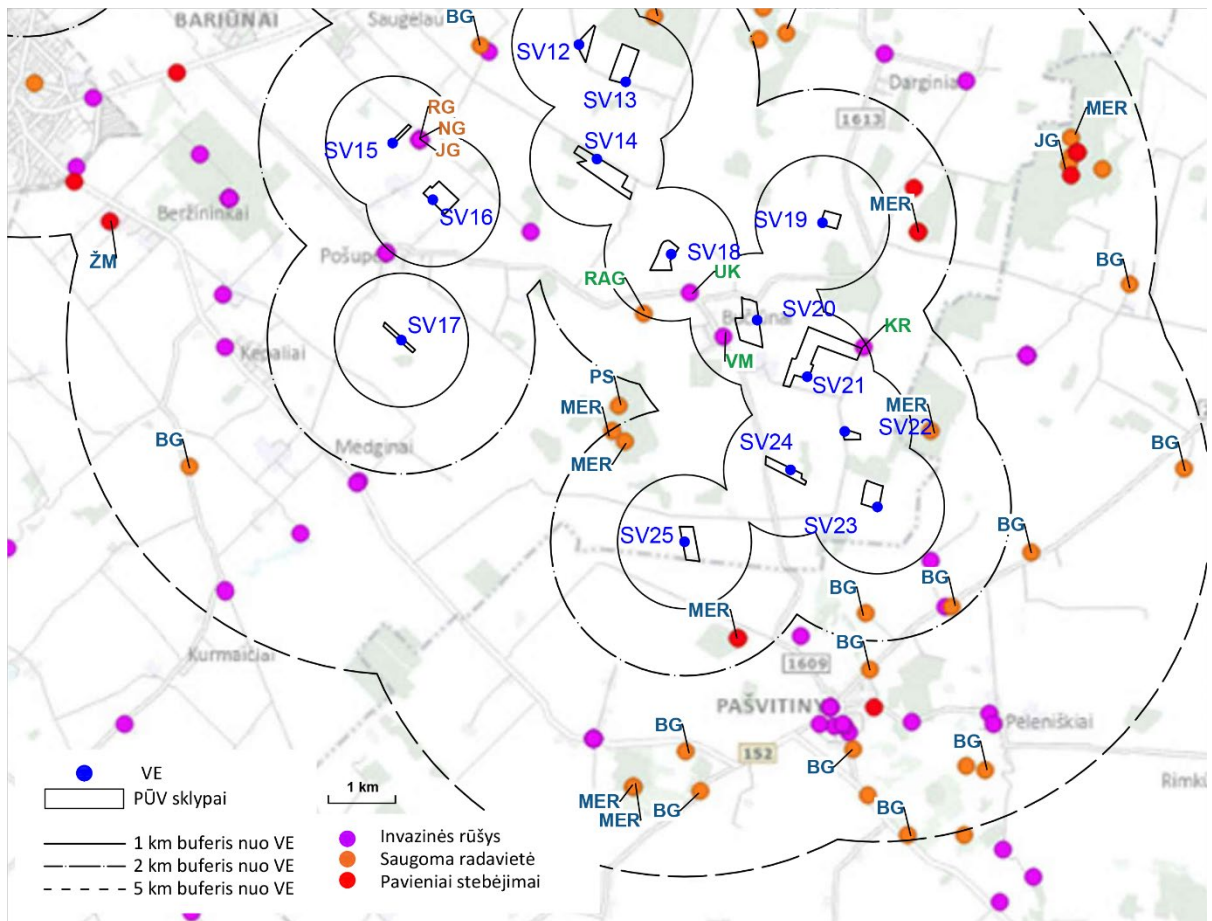 BARIŪNAI
Saugėlau
BG
SV12
SV13
Darginia
RG
NG
JG
SV15
SV14
1613
MER
JG
SV16
Beržininkai
SV19
MER
ŽM
Pošupė
SV18
UK
RAG
BG
SV20
KR
SV17
Kepaliai
VM
SV21
PS
MER
MER
SV22
MER
BG
BG
Medginai
SV24
SV23
SV25
BG
BG
BG
MER
BG
Kurmaičiai
1609
PAŠVITINY
Peleniškiai
BG
152
BG
BG
Rimkū
MER
MER
BG
BG
VE
PŪV sklypai
1 km
1 km buferis nuo VE
2 km buferis nuo VE
5 km buferis nuo VE
Invazinės rūšys
Saugoma radavietė
Pavieniai stebėjimai